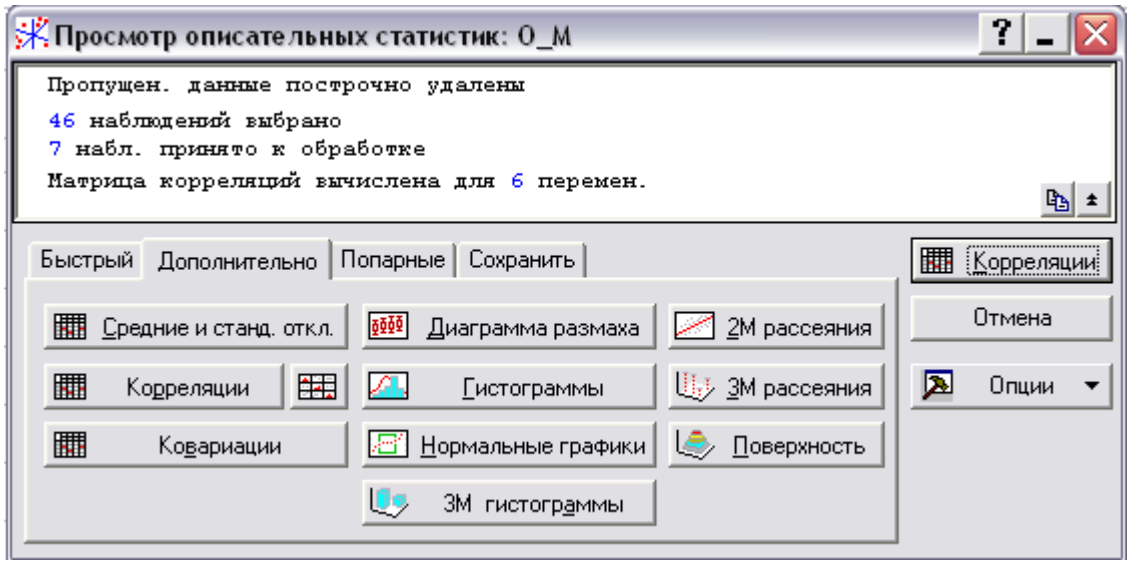 Просмотр описательных статистик: О_М
Пропущен. данные построчно удалены
46 наблюдений выбрано
7 набл. принято к обработке
Матрица корреляций вычислена для 6 перемен.
Быстрый Дополнительно Попарные Сохранить
Корреляции
Отмена
Опции
Средние и станд. откл. Диаграмма размаха 2М рассеяния
Корреляции Гистограммы 3М рассеяния
Ковариации Нормальные графики Поверхность
3М гистограммы